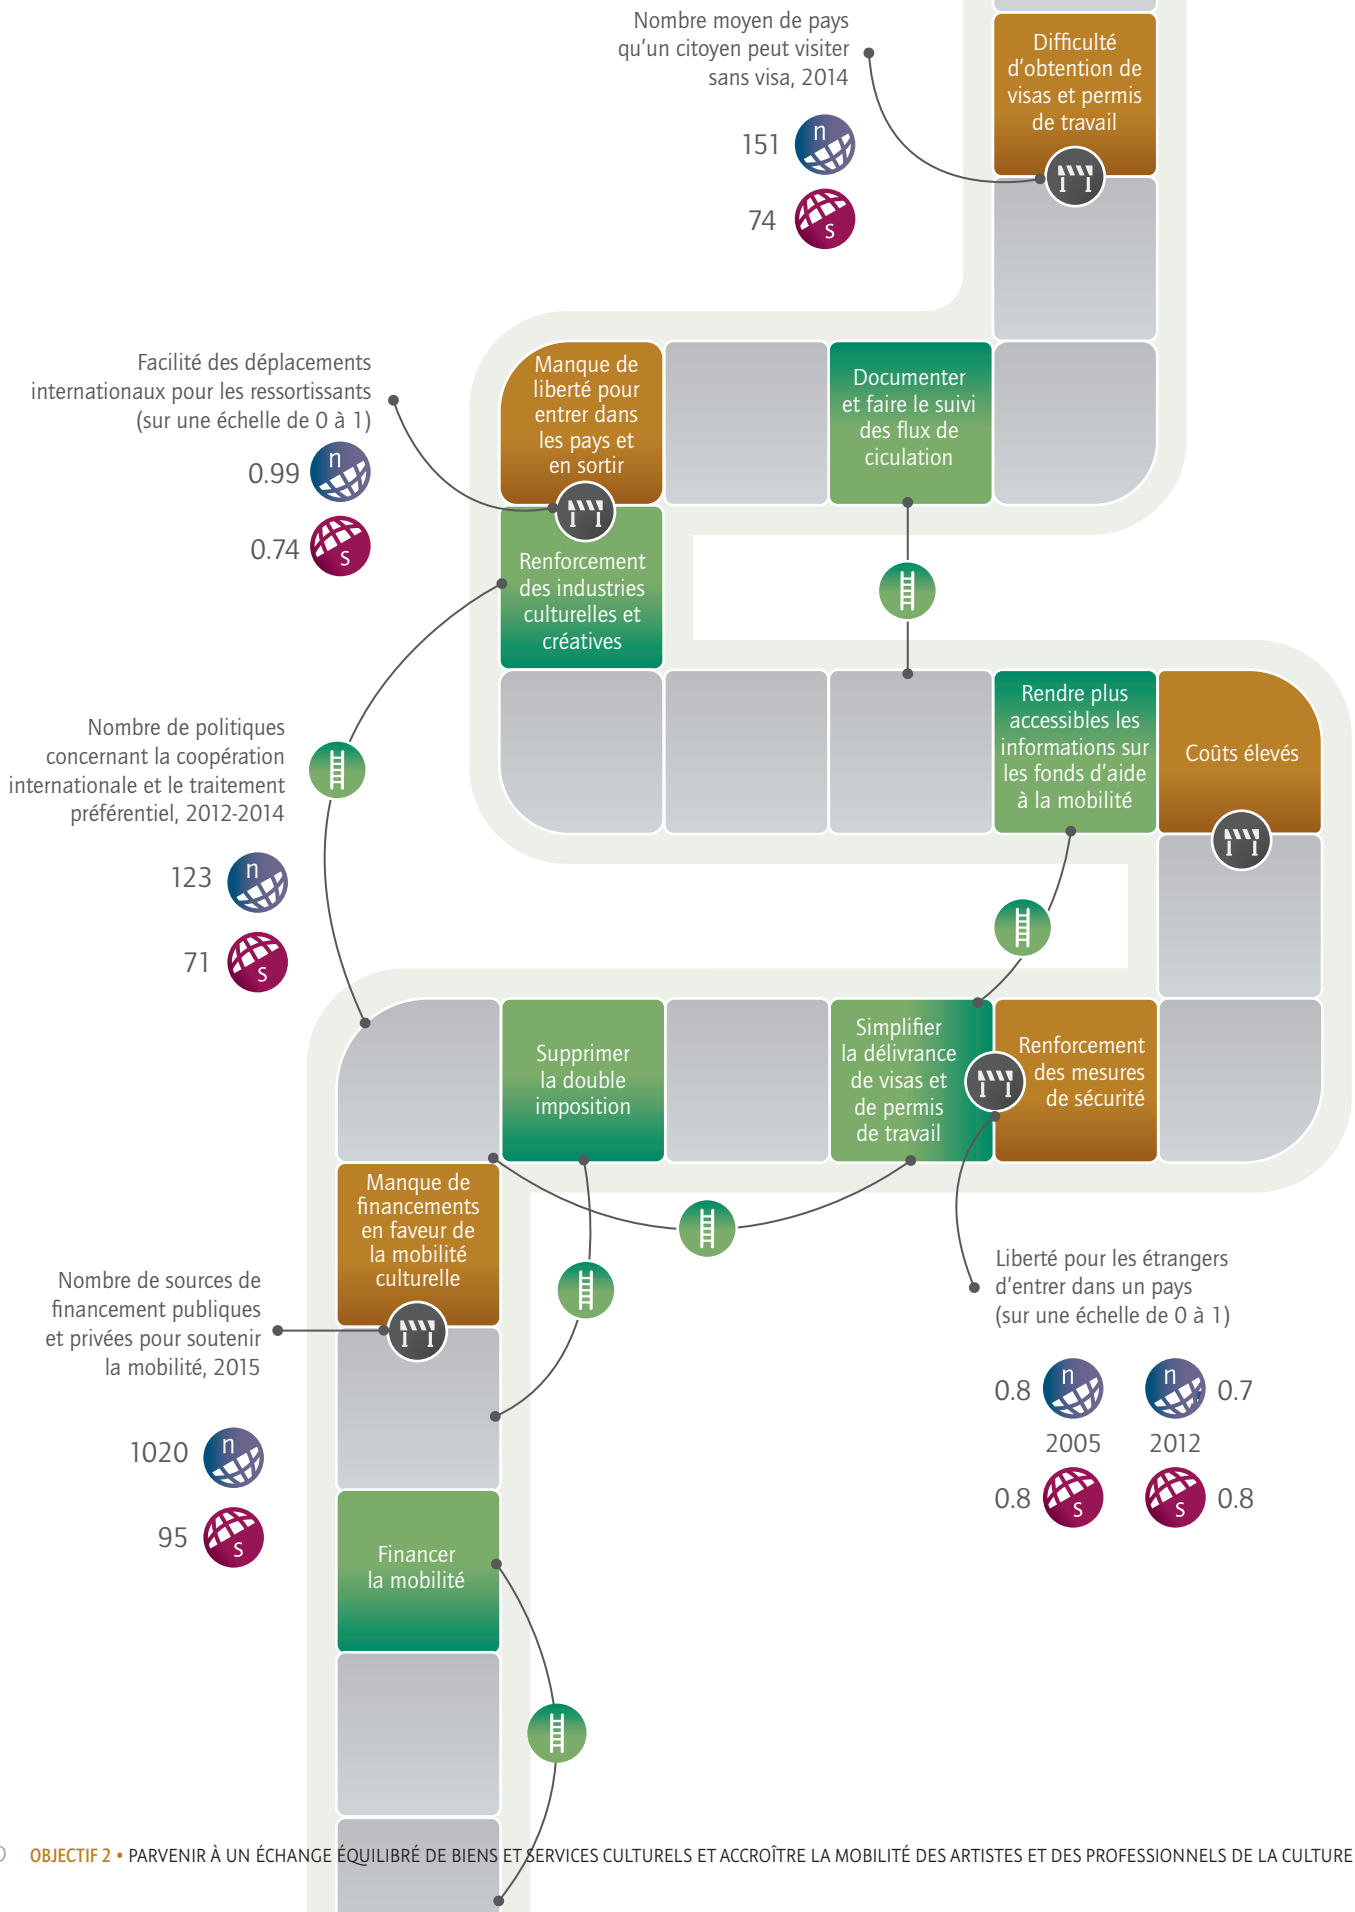 Nombre moyen de pays
qu'un citoyen peut visiter
sans visa, 2014
151
n
74
s
Difficulté
d'obtention de
visas et permis
de travail
Facilité des déplacements
internationaux pour les ressortissants
(sur une échelle de 0 à 1)
0.99
n
0.74
s
Manque de
liberté pour
entrer dans
les pays et
en sortir
Documenter
et faire le suivi
des flux de
ciculation
Renforcement
des industries
culturelles et
créatives
Nombre de politiques
concernant la coopération
internationale et le traitement
préférentiel, 2012-2014
123
n
71
s
Rendre plus
accessibles les
informations sur
les fonds d'aide
à la mobilité
Coûts élevés
Supprimer
la double
imposition
Simplifier
la délivrance
de visas et
de permis
de travail
Renforcement
des mesures
de sécurité
Manque de
financements
en faveur de
la mobilité
culturelle
Nombre de sources de
financement publiques
et privées pour soutenir
la mobilité, 2015
1020
n
95
s
Liberté pour les étrangers
d'entrer dans un pays
(sur une échelle de 0 à 1)
0.8 n n 0.7
2005 2012
0.8 s s 0.8
Financer
la mobilité
OBJECTIF 2 • PARVENIR À UN ÉCHANGE ÉQUILIBRÉ DE BIENS ET SERVICES CULTURELS ET ACCROÎTRE LA MOBILITÉ DES ARTISTES ET DES PROFESSIONNELS DE LA CULTURE